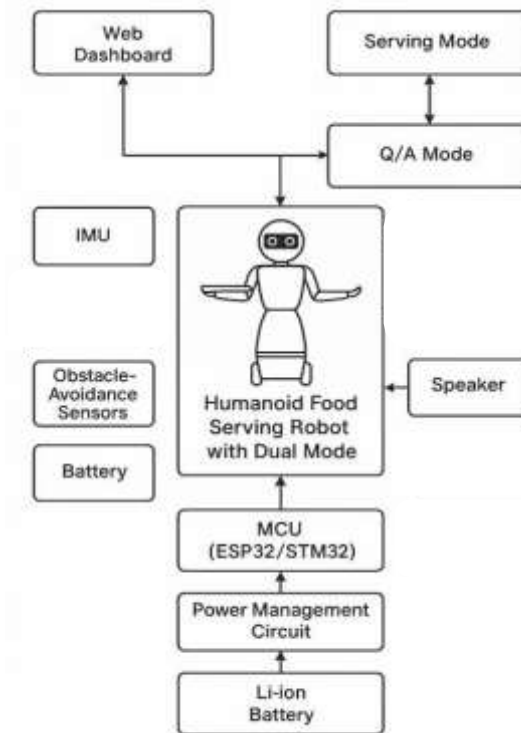 Web
Dashboard
Serving Mode
Q/A Mode
IMU
Obstacle-
Avoidance
Sensors
Battery
Humanoid Food
Serving Robot
with Dual Mode
Speaker
MCU
(ESP32/STM32)
Power Management
Circuit
Li-ion
Battery